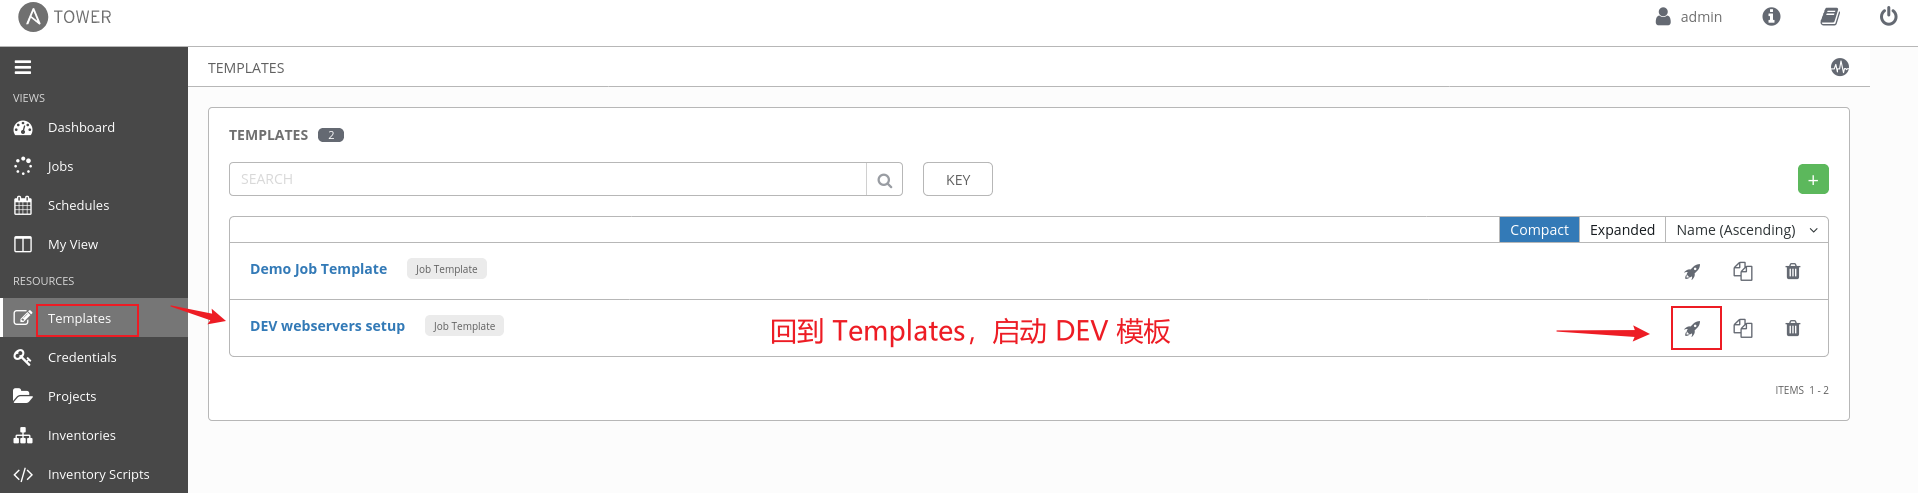 TOWER
admin
VIEWS
Dashboard
Jobs
Schedules
My View
RESOURCES
Templates
Credentials
Projects
Inventories
Inventory Scripts
TEMPLATES
TEMPLATES 2
SEARCH
KEY
+
Compact Expanded Name (Ascending)
Demo Job Template Job Template
DEV webservers setup Job Template
回到 Templates，启动 DEV 模板
ITEMS 1 - 2